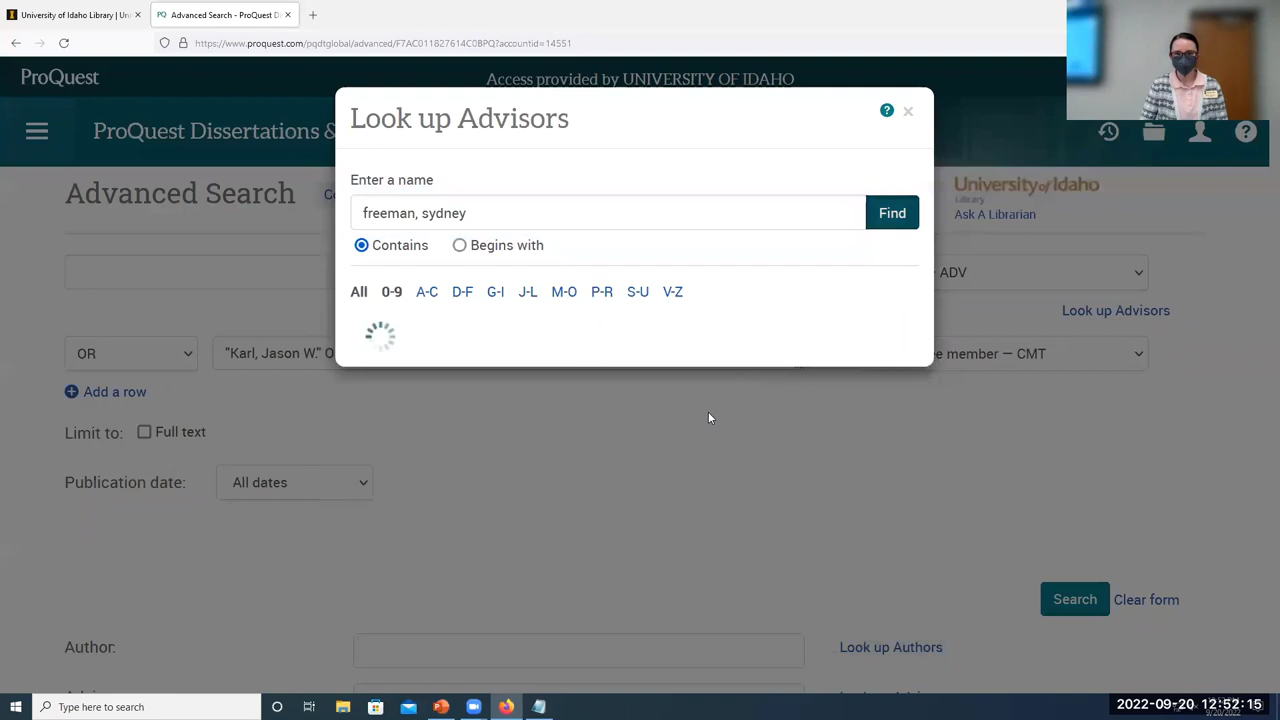 University of Idaho Library | Un
Advanced Search - ProQuest D
https://www.proquest.com/pqdtglobal/advanced/F7AC011827614C0BPQ?accountid=14551
ProQuest
Access provided by UNIVERSITY OF IDAHO
ProQuest Dissertations &
Look up Advisors
Advanced Search
University of Idaho
Library
Ask A Librarian
Enter a name
freeman, sydney
Find
Contains
Begins with
All 0-9 A-C D-F G-I J-L M-O P-R S-U V-Z
ADV
Look up Advisors
OR
"Karl, Jason W." O
e member — CMT
Add a row
Limit to:
Full text
Publication date:
All dates
Search
Clear form
Author:
Look up Authors
Type here to search
2022-09-20 12:52:15